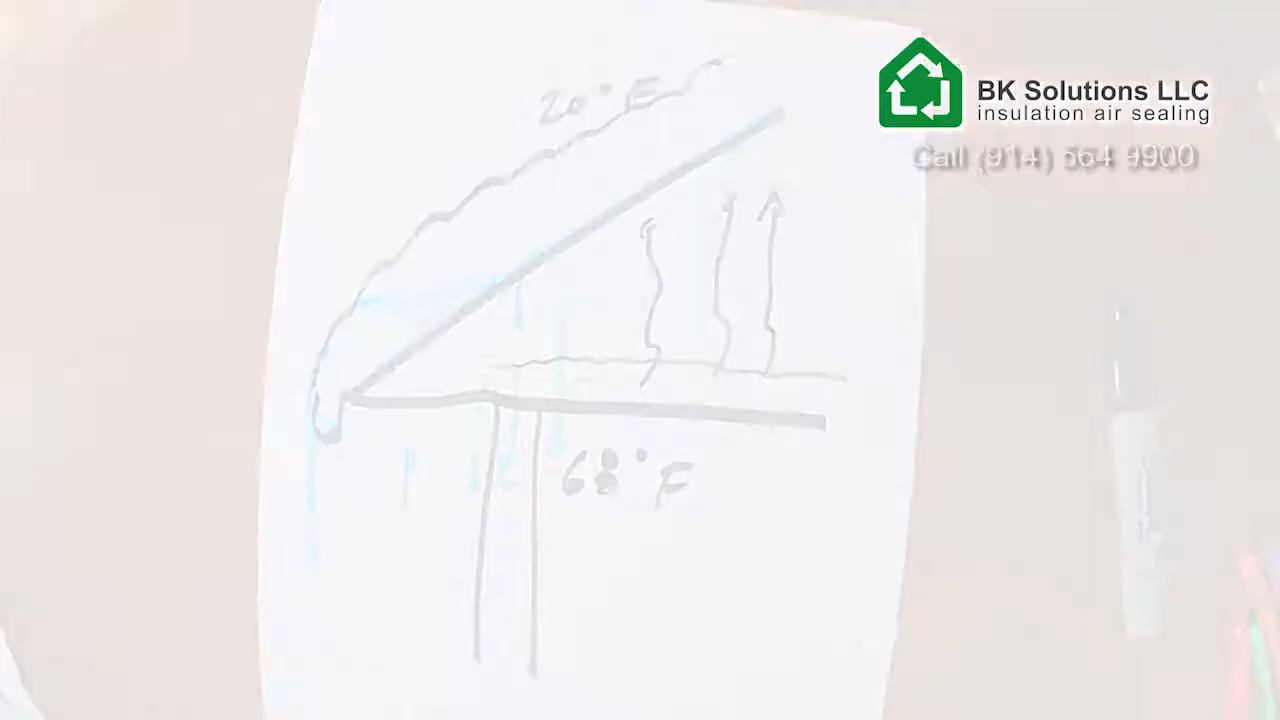 20°F
BK Solutions LLC
insulation air sealing
Call (914) 564 9900
68°F